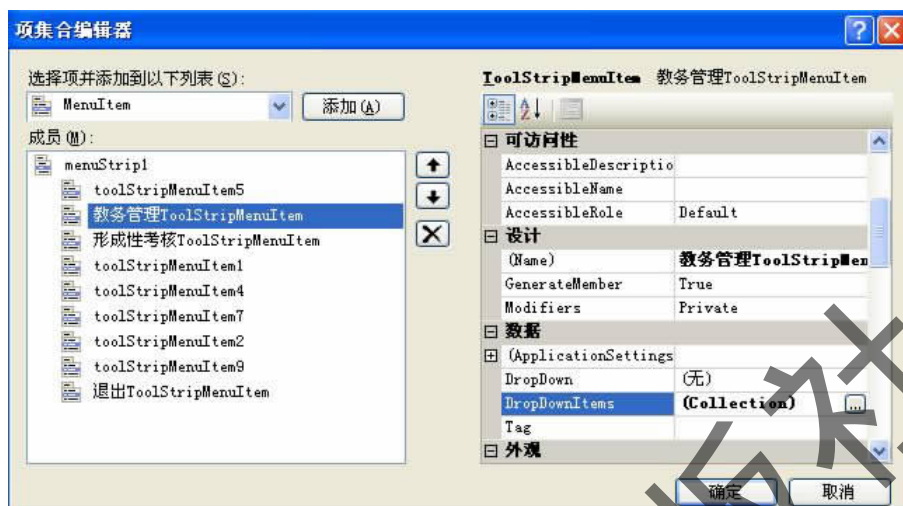 项集合编辑器
选择项并添加到以下列表(S):
MenuItem
添加(A)
成员(M):
menuStrip1
toolStripMenuItem5
教务管理ToolStripMenuItem
形成性考核ToolStripMenuItem
toolStripMenuItem1
toolStripMenuItem4
toolStripMenuItem7
toolStripMenuItem2
toolStripMenuItem9
退出ToolStripMenuItem
ToolStripMenuItem 教务管理ToolStripMenuItem
可访问性
AccessibleDescriptio
AccessibleName
AccessibleRole Default
设计
(Name) 教务管理ToolStripMen
GenerateMember True
Modifiers Private
数据
(ApplicationSettings
DropDown (无)
DropDownItems (Collection) ...
Tag
外观
确定 取消